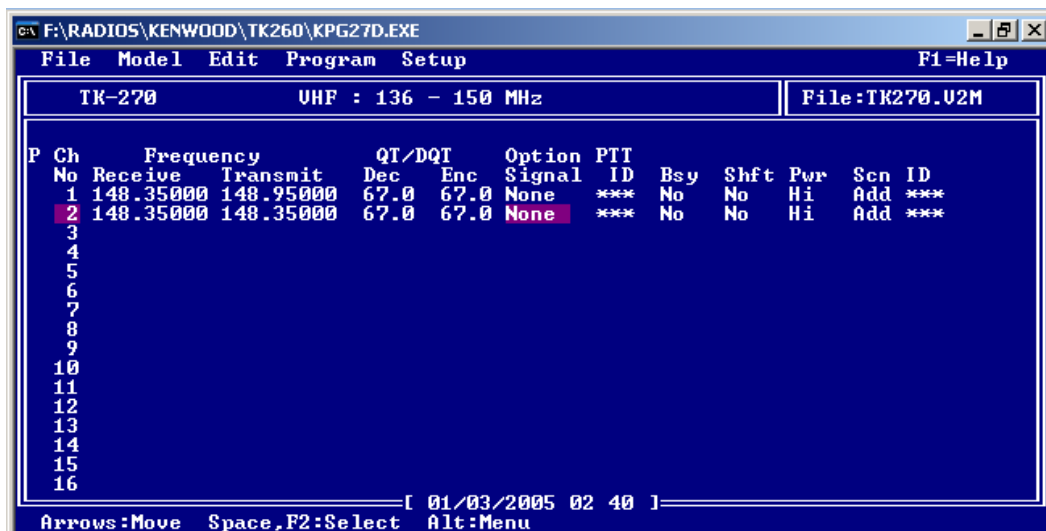 F:\RADIOS\KENWOOD\TK260\KPG27D.EXE
File Model Edit Program Setup F1=Help
TK-270 VHF : 136 - 150 MHz File:TK270.V2M
P Ch Frequency QT/DQT Option PTT
No Receive Transmit Dec Enc Signal ID Bsy Shft Pwr Scn ID
1 148.35000 148.95000 67.0 67.0 None *** No No Hi Add ***
2 148.35000 148.35000 67.0 67.0 None *** No No Hi Add ***
3
4
5
6
7
8
9
10
11
12
13
14
15
16
[ 01/03/2005 02 40 ]
Arrows:Move Space,F2:Select Alt:Menu